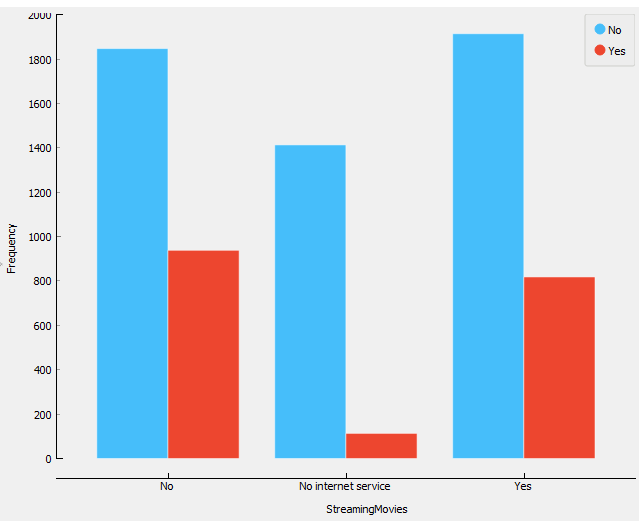 2000
No
Yes
1800
1600
1400
1200
1000
800
600
400
200
0
Frequency
No
No internet service
Yes
StreamingMovies